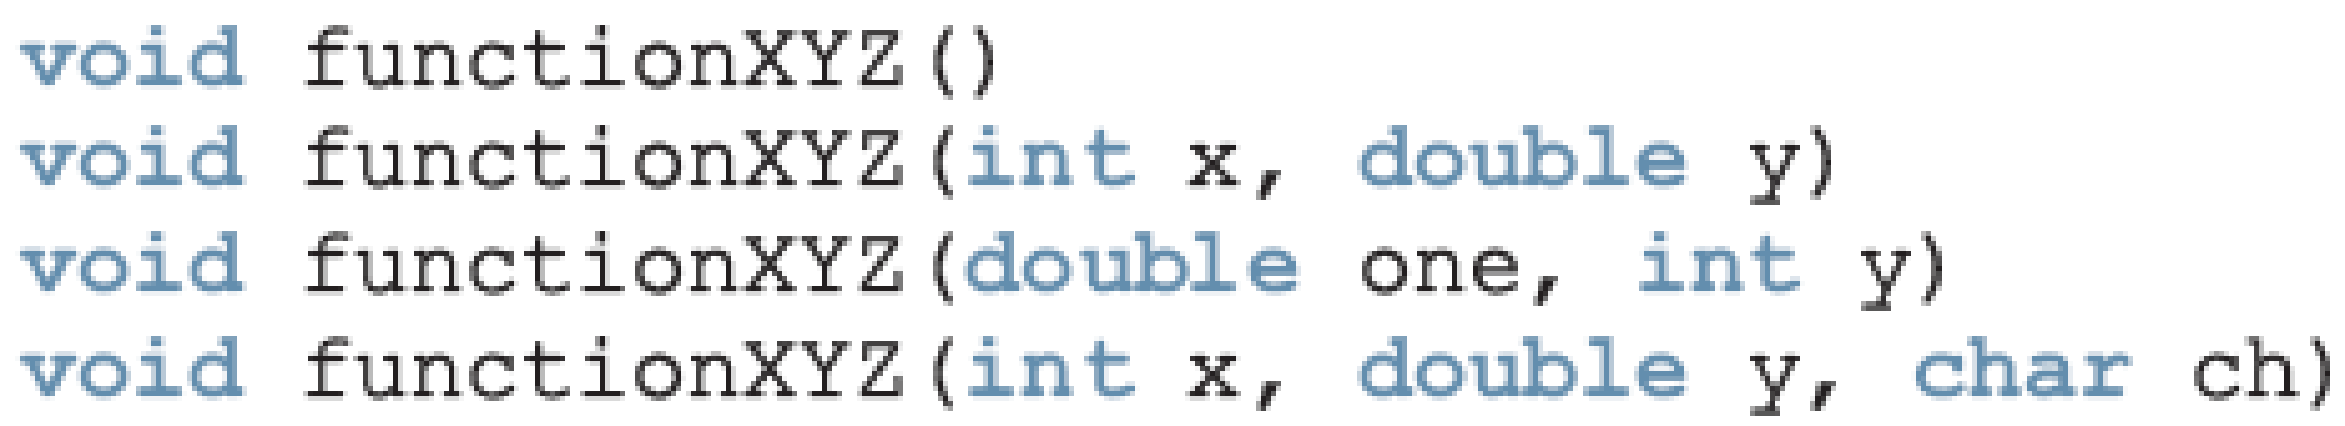 void functionXYZ()
void functionXYZ(int x, double y)
void functionXYZ(double one, int y)
void functionXYZ(int x, double y, char ch)